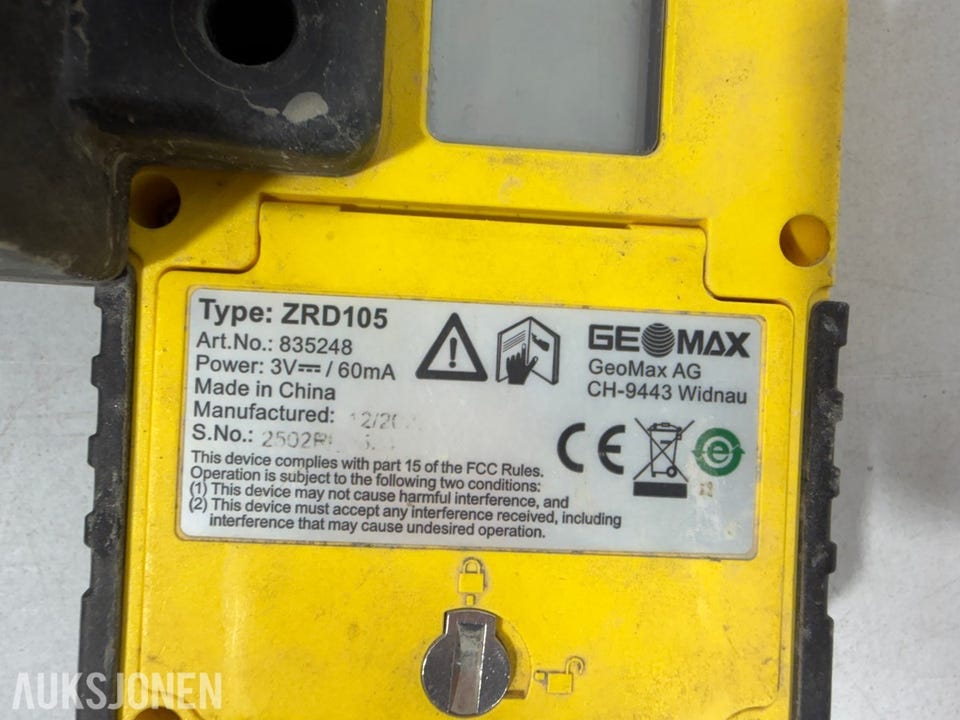 Type: ZRD105
Art.No.: 835248
Power: 3V⎓ / 60mA
Made in China
Manufactured:
S.No.:
GEOMAX
GeoMax AG
CH-9443 Widnau
CE
e
This device complies with part 15 of the FCC Rules.
Operation is subject to the following two conditions:
(1) This device may not cause harmful interference, and
(2) This device must accept any interference received, including
interference that may cause undesired operation.
AUKSJONEN